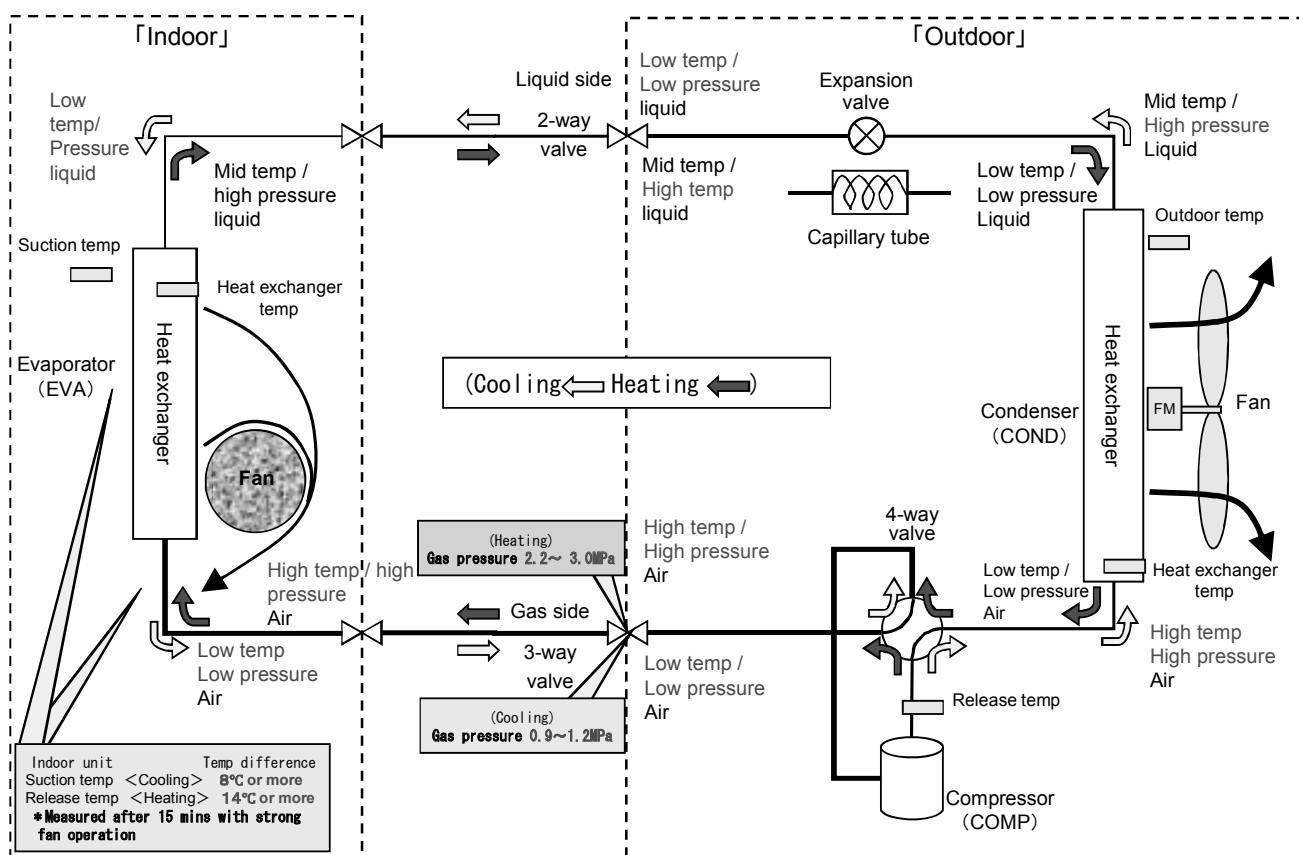 「Indoor」
「Outdoor」
Low
temp/
Pressure
liquid
Mid temp /
high pressure
liquid
Liquid side
2-way
valve
Low temp /
Low pressure
liquid
Mid temp /
High temp
liquid
Expansion
valve
Capillary tube
Mid temp /
High pressure
Liquid
Low temp /
Low pressure
Liquid
Suction temp
Heat exchanger
temp
Heat exchanger
Evaporator
(EVA)
Fan
(Cooling Heating )
Outdoor temp
Heat exchanger
Condenser
(COND)
FM
Fan
(Heating)
Gas pressure 2.2～ 3.0MPa
High temp /
High pressure
Air
4-way
valve
Heat exchanger
temp
Low temp /
Low pressure
Air
High temp / high
pressure
Air
Gas side
3-way
valve
Low temp
Low pressure
Air
Low temp /
Low pressure
Air
High temp
High pressure
Air
(Cooling)
Gas pressure 0.9～1.2MPa
Release temp
Compressor
(COMP)
Indoor unit Temp difference
Suction temp ＜Cooling＞ 8℃ or more
Release temp ＜Heating＞ 14℃ or more
*Measured after 15 mins with strong
fan operation